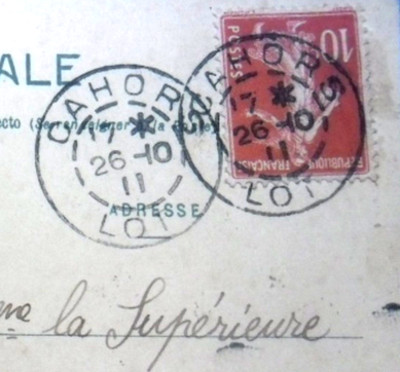 ALE
CAHORS
17 *
26-10
11
LOT
CAHORS
17 *
26-10
11
LOT
10
POSTES
REPUBLIQUE FRANCAISE
ADRESSE
la Supérieure